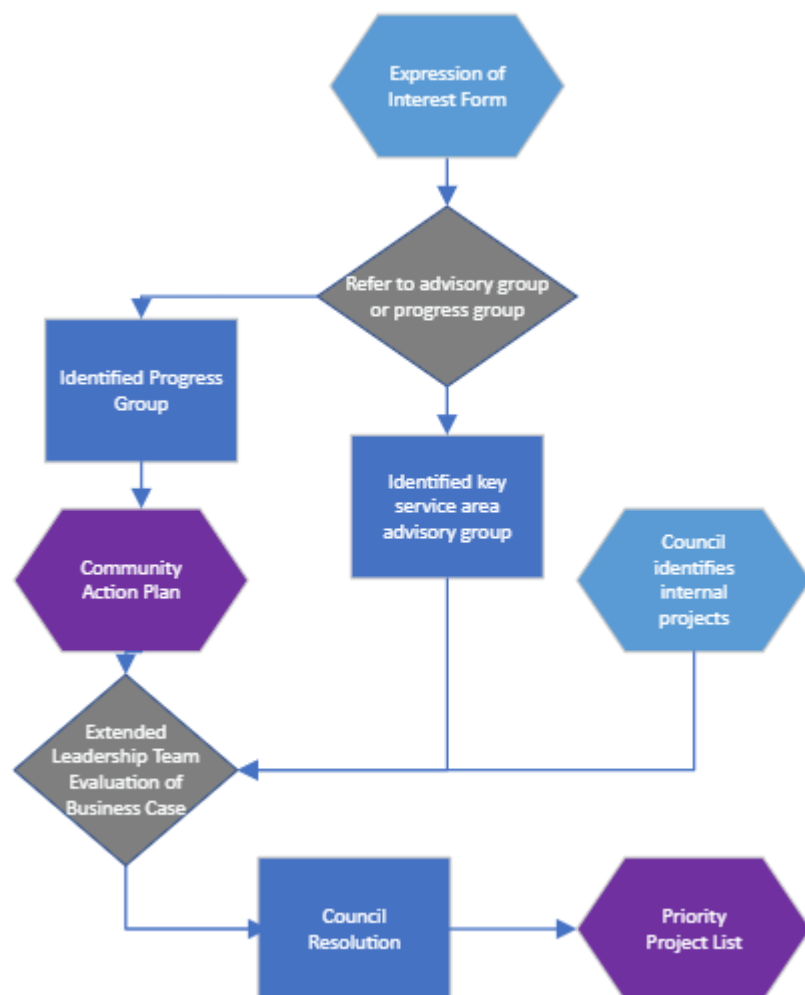 Expression of
Interest Form
Refer to advisory group
or progress group
Identified Progress
Group
Identified key
service area
advisory group
Community
Action Plan
Council
identifies
internal
projects
Extended
Leadership Team
Evaluation of
Business Case
Council
Resolution
Priority
Project List